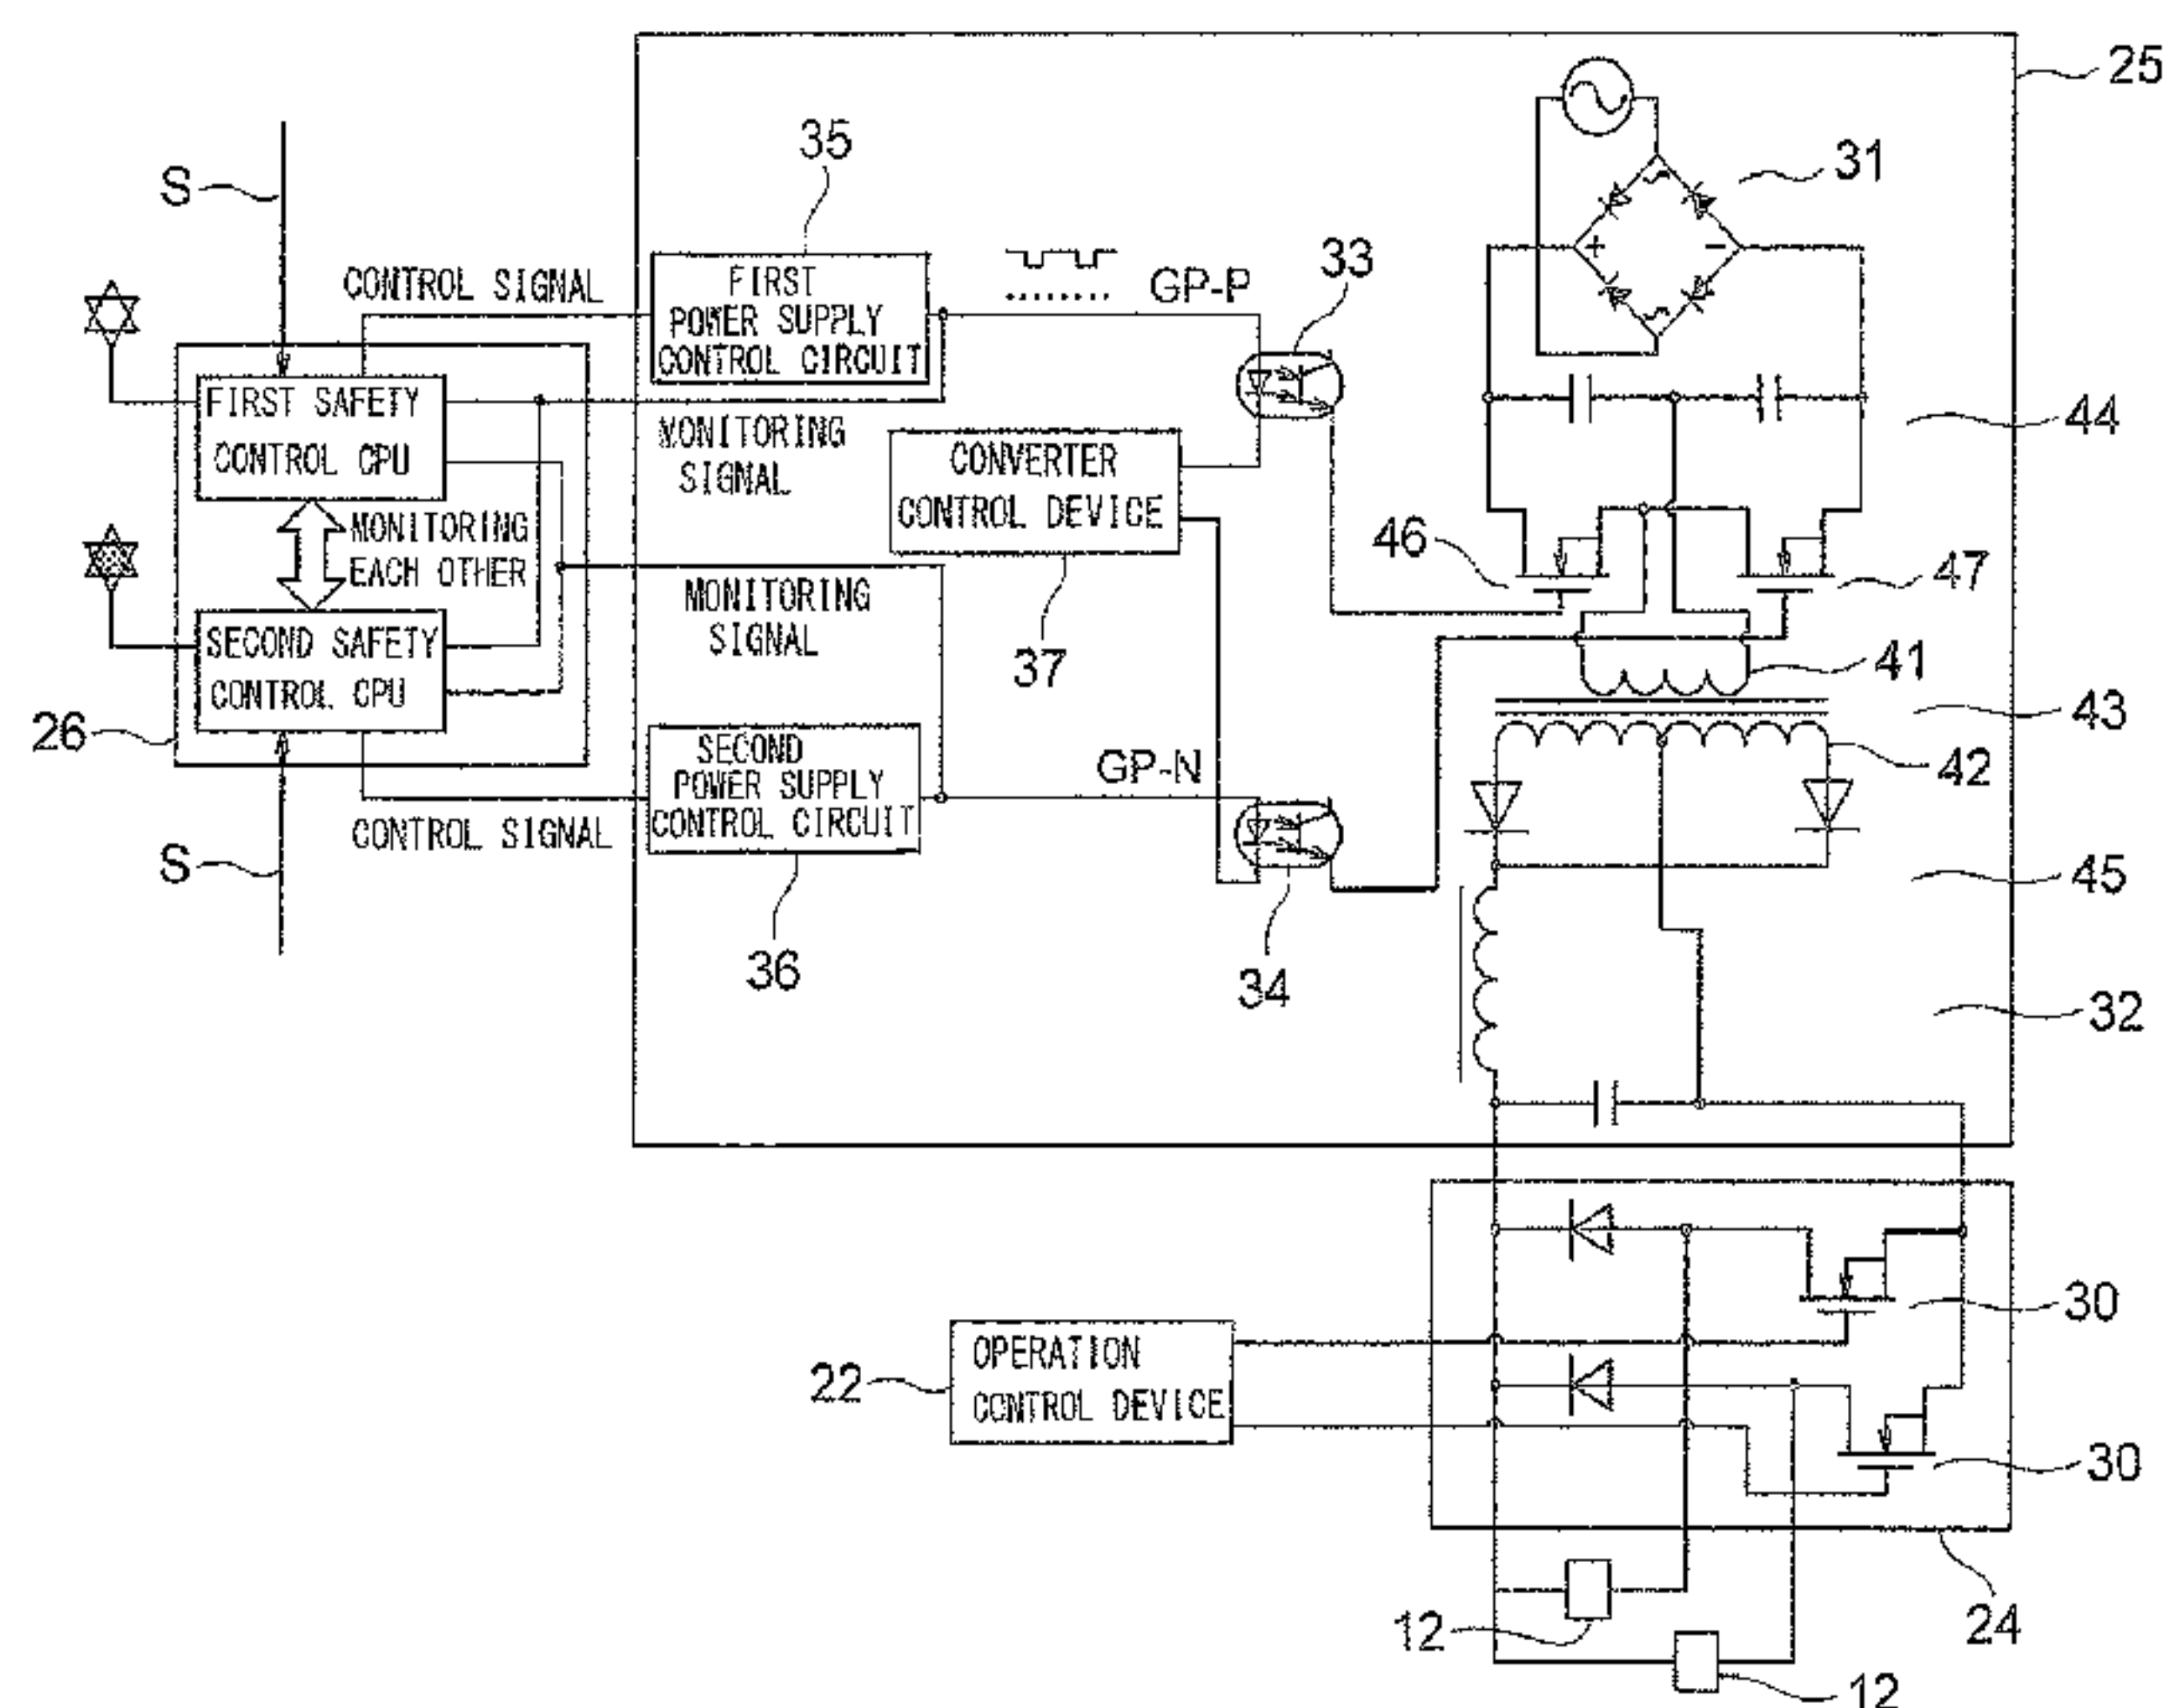 25
35
31
S
33
CONTROL SIGNAL
FIRST
POWER SUPPLY
CONTROL CIRCUIT
GP-P
+
−
FIRST SAFETY
CONTROL CPU
MONITORING
SIGNAL
44
CONVERTER
CONTROL DEVICE
MONITORING
EACH OTHER
46
47
MONITORING
SIGNAL
37
SECOND SAFETY
CONTROL CPU
41
43
26
SECOND
POWER SUPPLY
CONTROL CIRCUIT
GP-N
42
CONTROL SIGNAL
S
45
36
34
32
OPERATION
CONTROL DEVICE
22
30
30
24
12
12